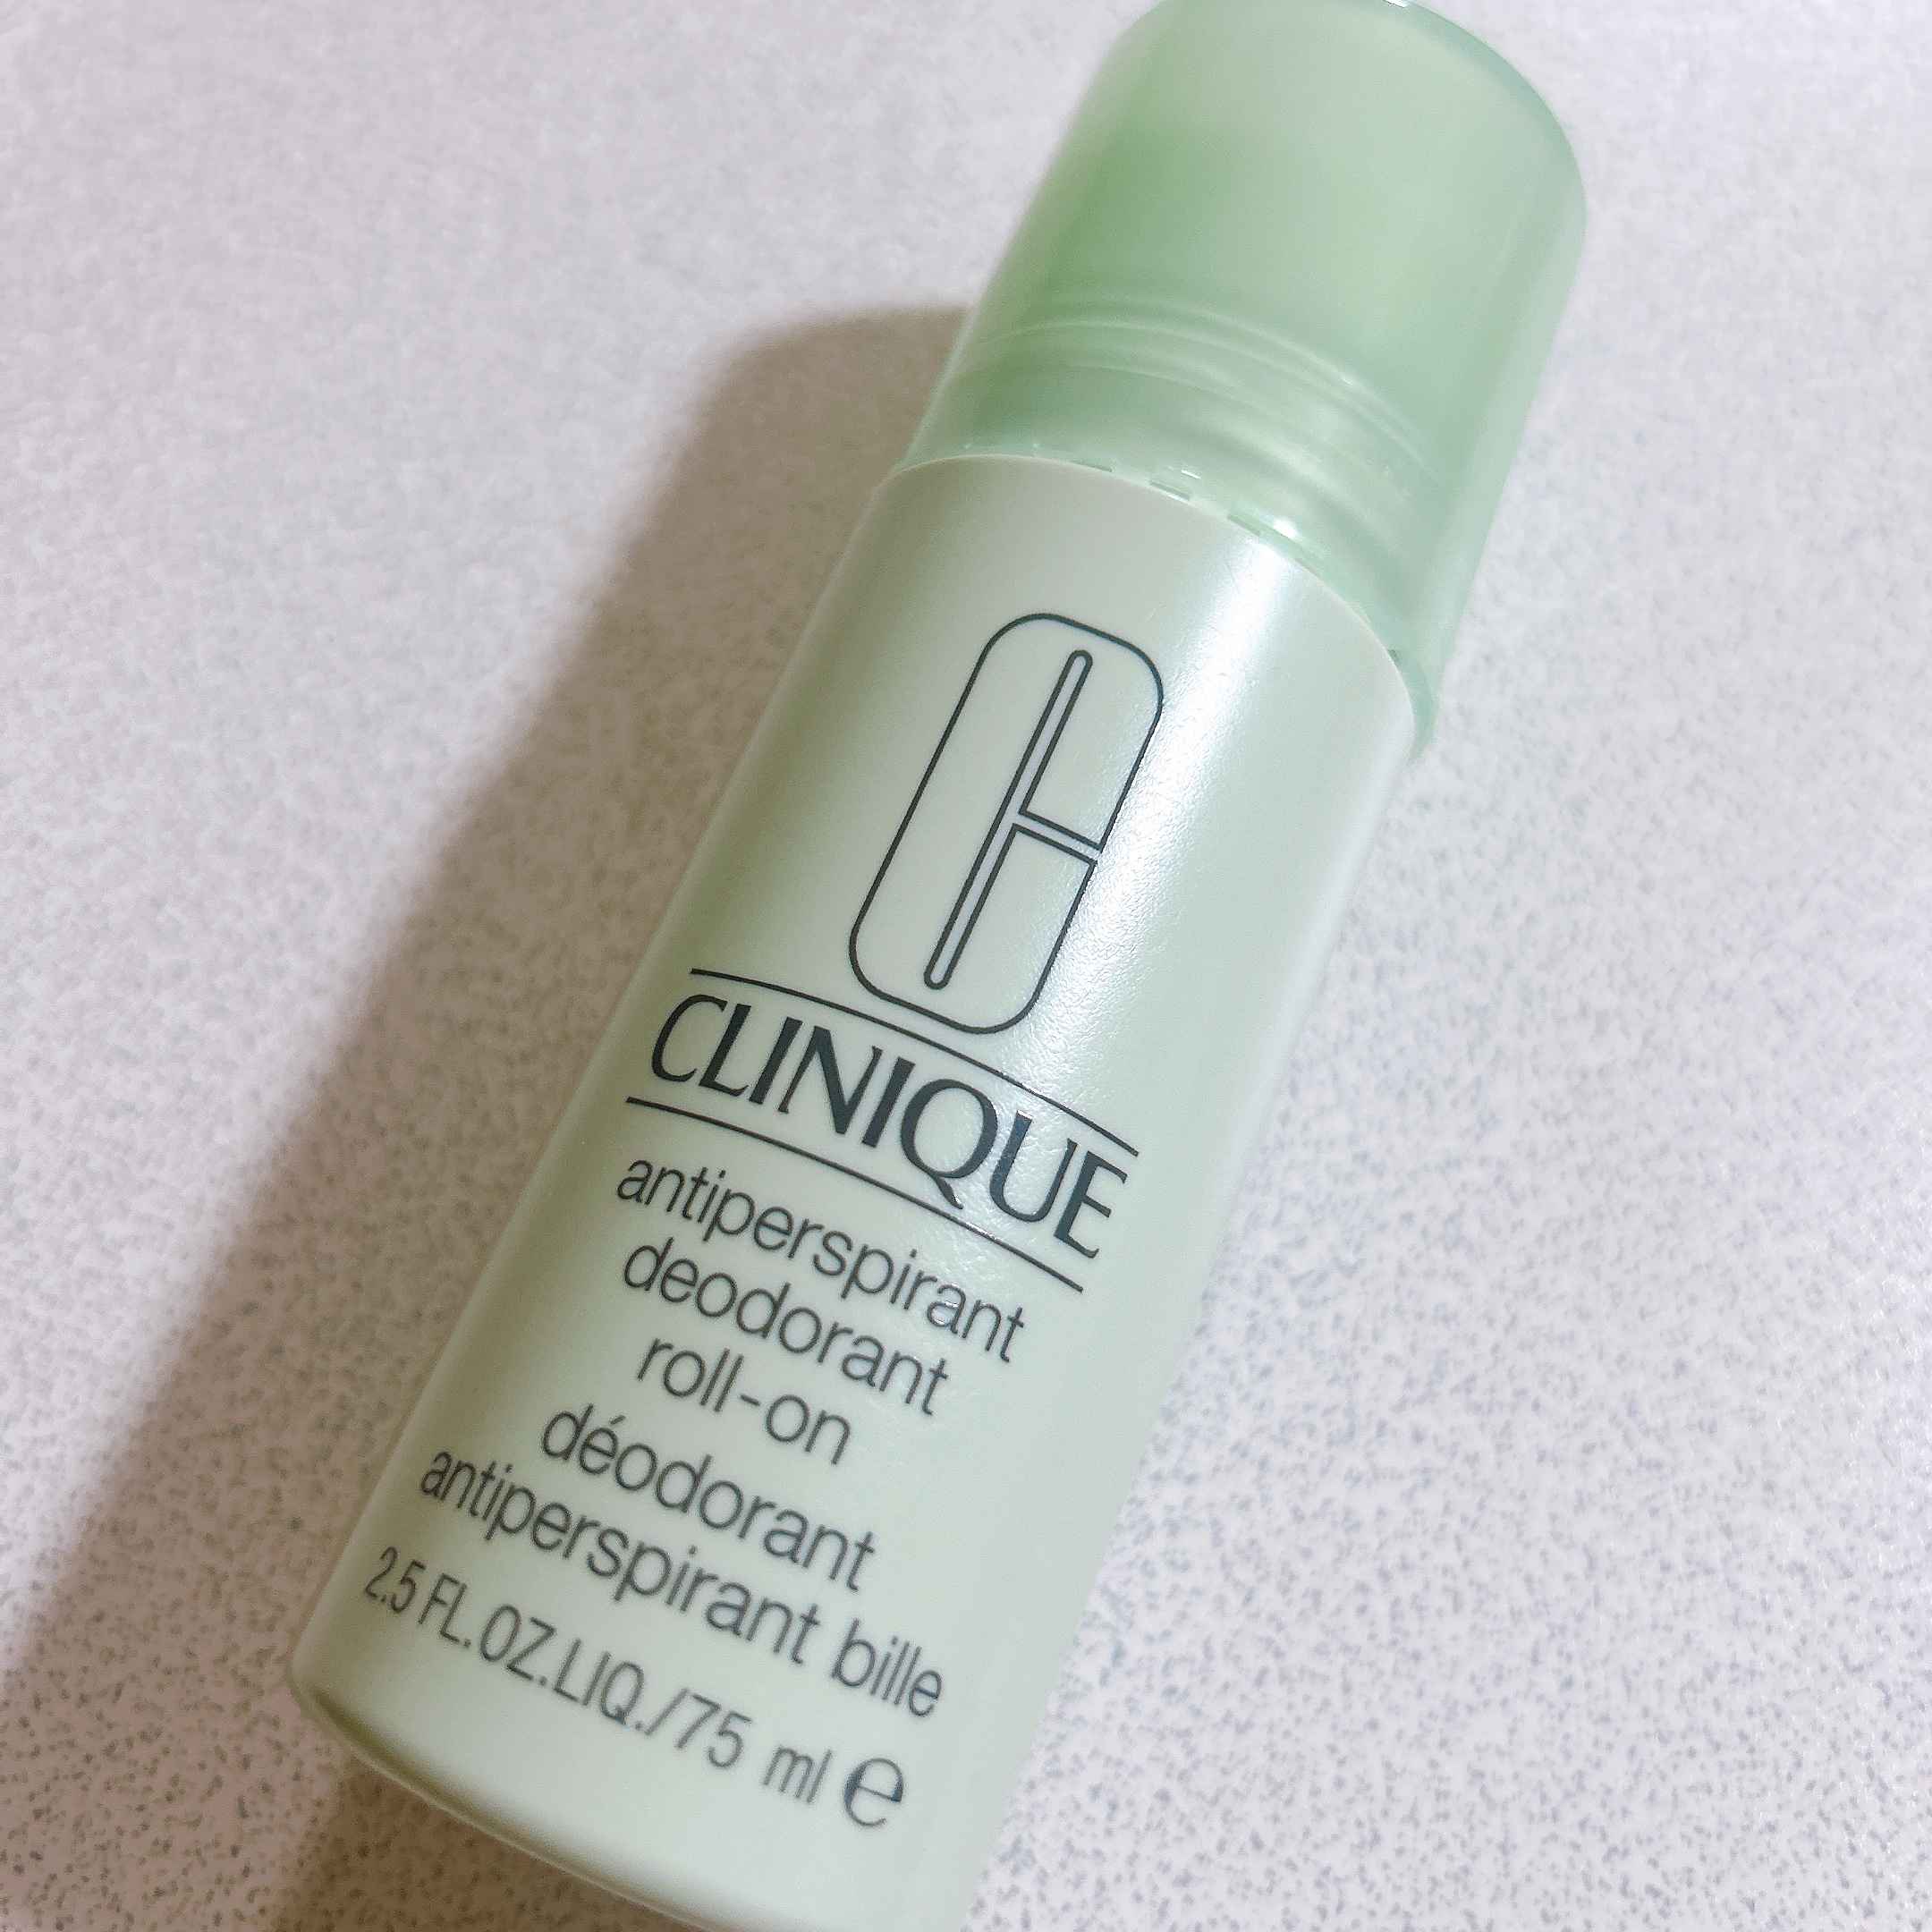 C
CLINIQUE
antiperspirant
deodorant
roll-on
déodorant
antiperspirant bille
2.5 FL.OZ.LIQ./75 ml ℮